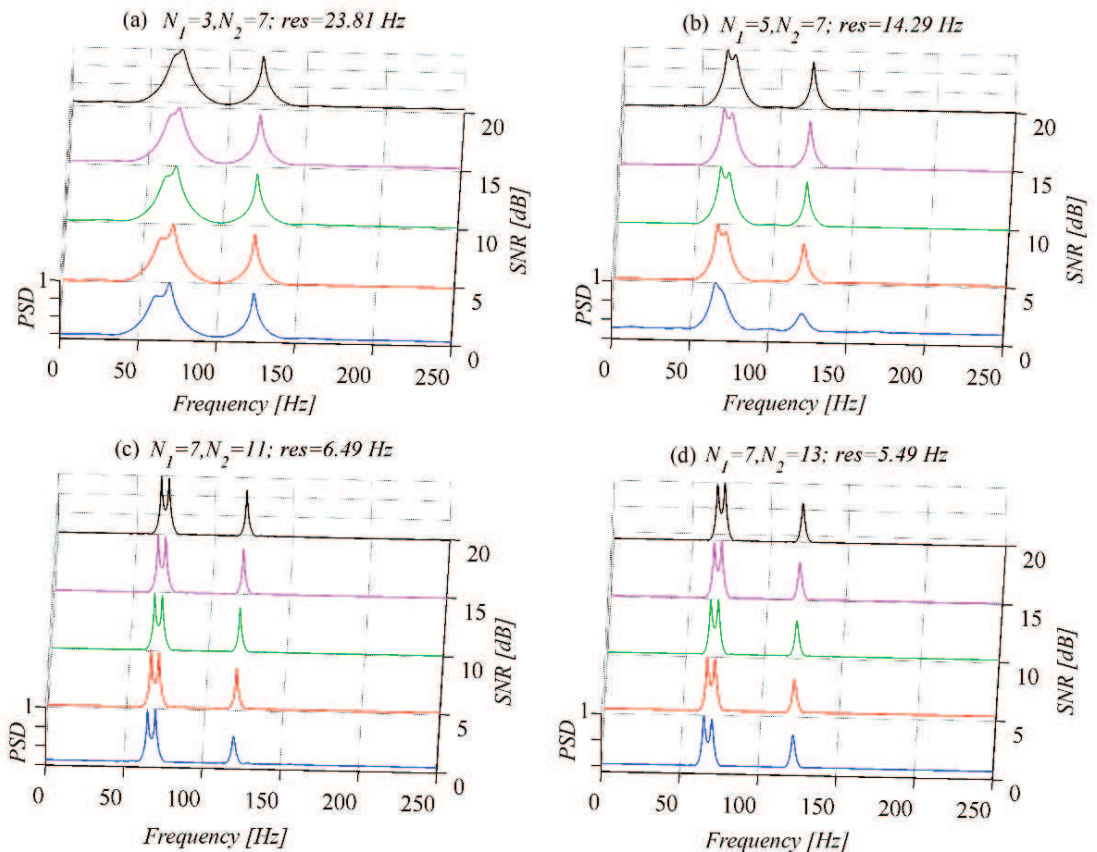 (a) N1=3,N2=7; res=23.81 Hz
20
15
10
5
0
SNR [dB]
1
PSD
0 50 100 150 200 250
Frequency [Hz]
(b) N1=5,N2=7; res=14.29 Hz
20
15
10
5
0
SNR [dB]
1
PSD
0 50 100 150 200 250
Frequency [Hz]
(c) N1=7,N2=11; res=6.49 Hz
20
15
10
5
0
SNR [dB]
1
PSD
0 50 100 150 200 250
Frequency [Hz]
(d) N1=7,N2=13; res=5.49 Hz
20
15
10
5
0
SNR [dB]
1
PSD
0 50 100 150 200 250
Frequency [Hz]